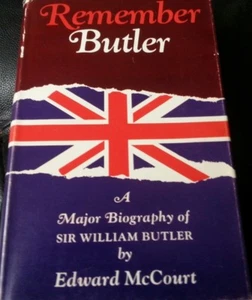 Remember
Butler
A
Major Biography of
SIR WILLIAM BUTLER
by
Edward McCourt